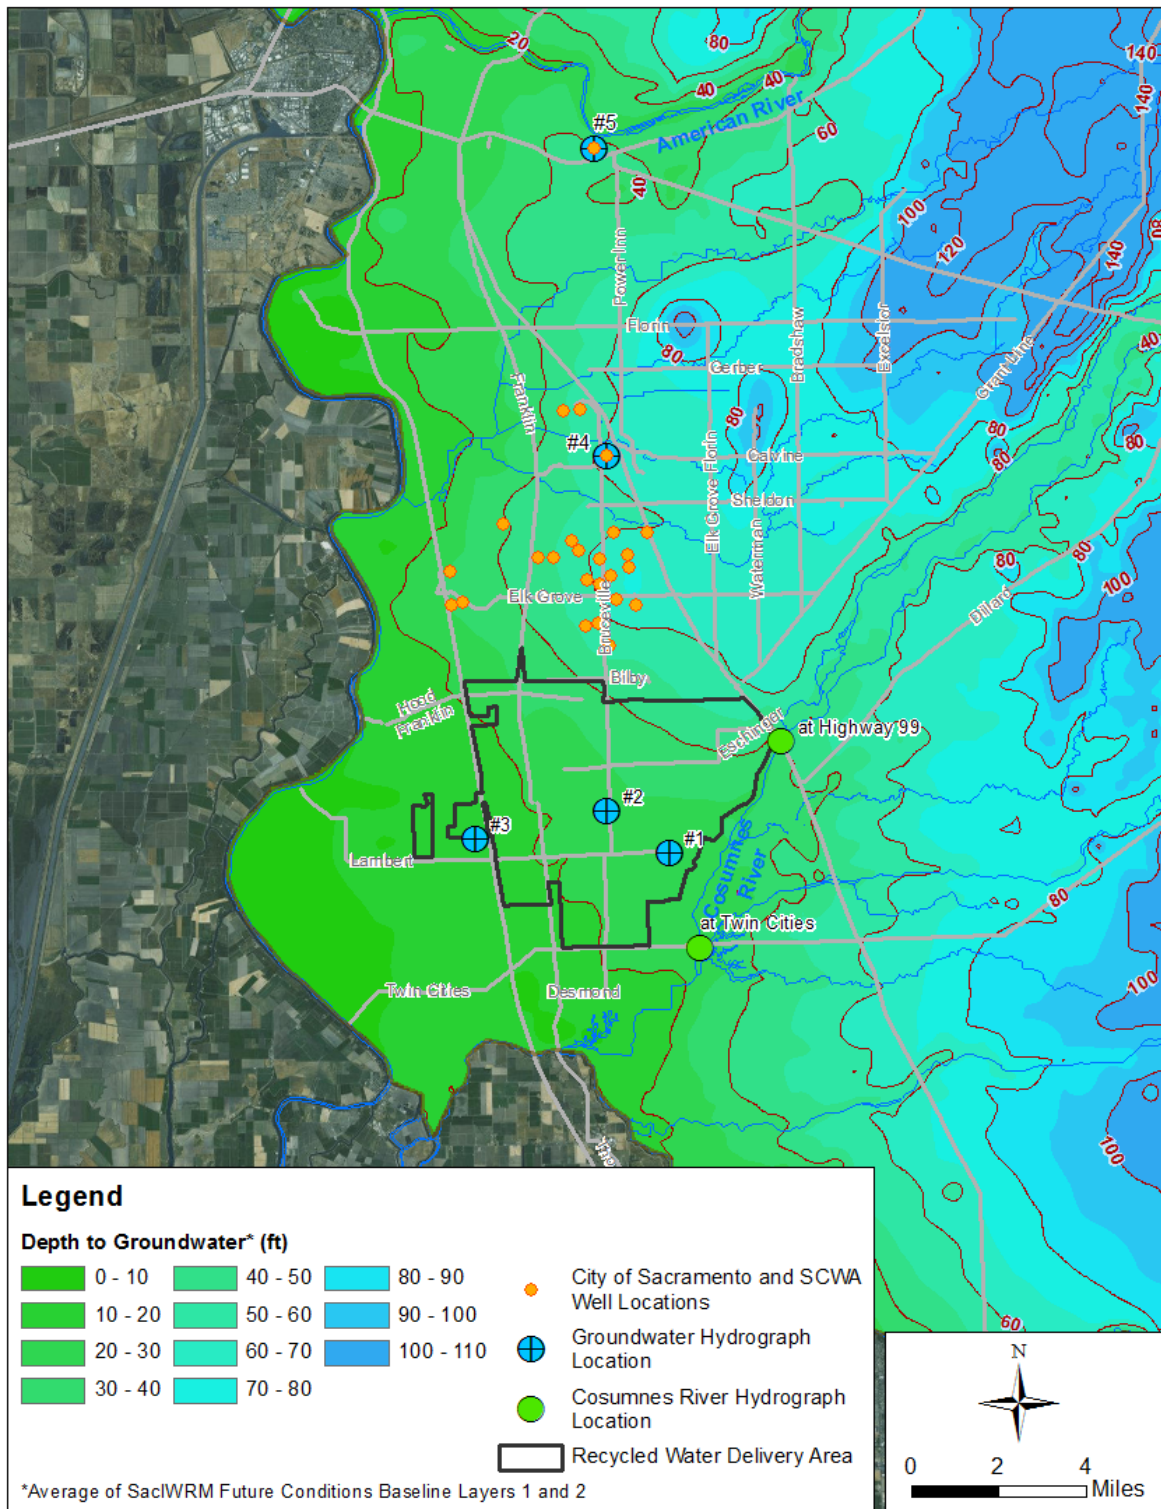 20
80
140
140
40
40
American River
60
#5
40
100
120
140
80
Power Inn
Florin
80
Bradshaw
Excelsior
Grant Line
40
Gerber
Franklin
80
80
80
80
#4
Calvine
Elk Grove Florin
Sheldon
Waterman
80
80
100
Dillard
Elk Grove
Bruceville
Bilby
Hood
Franklin
Eschinger
at Highway 99
#2
#3
#1
Lambert
Cosumnes
River
80
at Twin Cities
Twin Cities
Desmond
100
100
60
Legend
Depth to Groundwater* (ft)
0 - 10
10 - 20
20 - 30
30 - 40
40 - 50
50 - 60
60 - 70
70 - 80
80 - 90
90 - 100
100 - 110
City of Sacramento and SCWA
Well Locations
Groundwater Hydrograph
Location
Cosumnes River Hydrograph
Location
Recycled Water Delivery Area
*Average of SacIWRM Future Conditions Baseline Layers 1 and 2
N
0 2 4
Miles